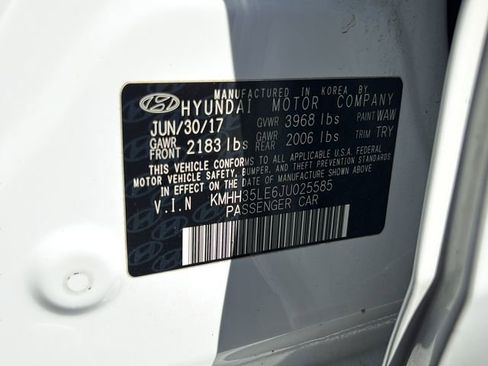 MANUFACTURED IN KOREA BY
HYUNDAI MOTOR COMPANY
JUN/30/17 GVWR 3968 lbs PAINT WAW
GAWR FRONT 2183 lbs GAWR REAR 2006 lbs TRIM TRY
THIS VEHICLE CONFORMS TO ALL APPLICABLE U.S.A FEDERAL
MOTOR VEHICLE SAFETY, BUMPER, AND THEFT PREVENTION STANDARDS
IN EFFECT ON THE DATE OF MANUFACTURE SHOWN ABOVE.
V.I.N KMHH35LE6JU025585
PASSENGER CAR